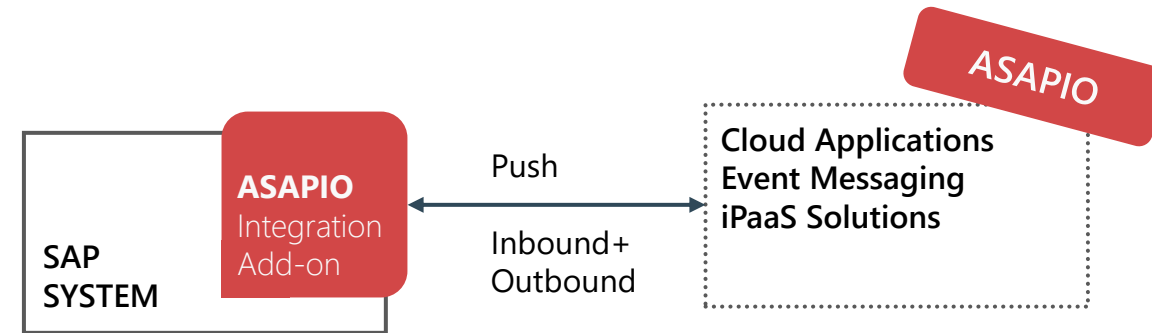 SAP
SYSTEM
ASAPIO
Integration
Add-on
Push
Inbound+
Outbound
ASAPIO
Cloud Applications
Event Messaging
iPaaS Solutions